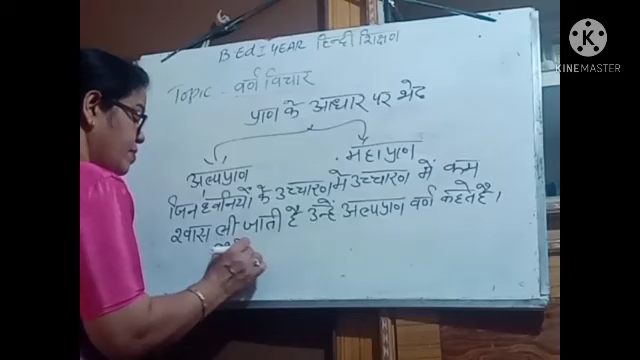 B.Ed I YEAR हिन्दी शिक्षण
Topic - वर्ण विचार
प्राण के आधार पर भेद
अल्पप्राण महाप्राण
जिन ध्वनियों के उच्चारण मे उच्चारण में कम
श्वास ली जाती है उन्हें अल्पप्राण वर्ण कहते है।
KINEMASTER